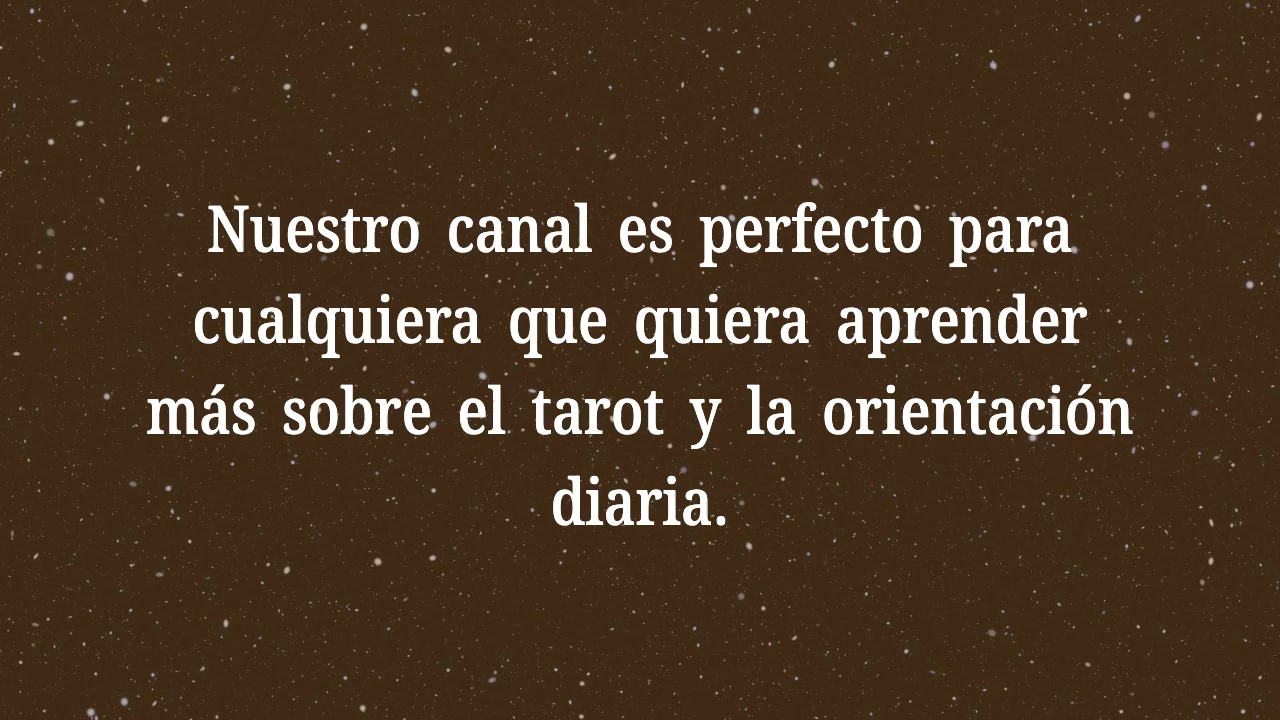 Nuestro canal es perfecto para
cualquiera que quiera aprender
más sobre el tarot y la orientación
diaria.